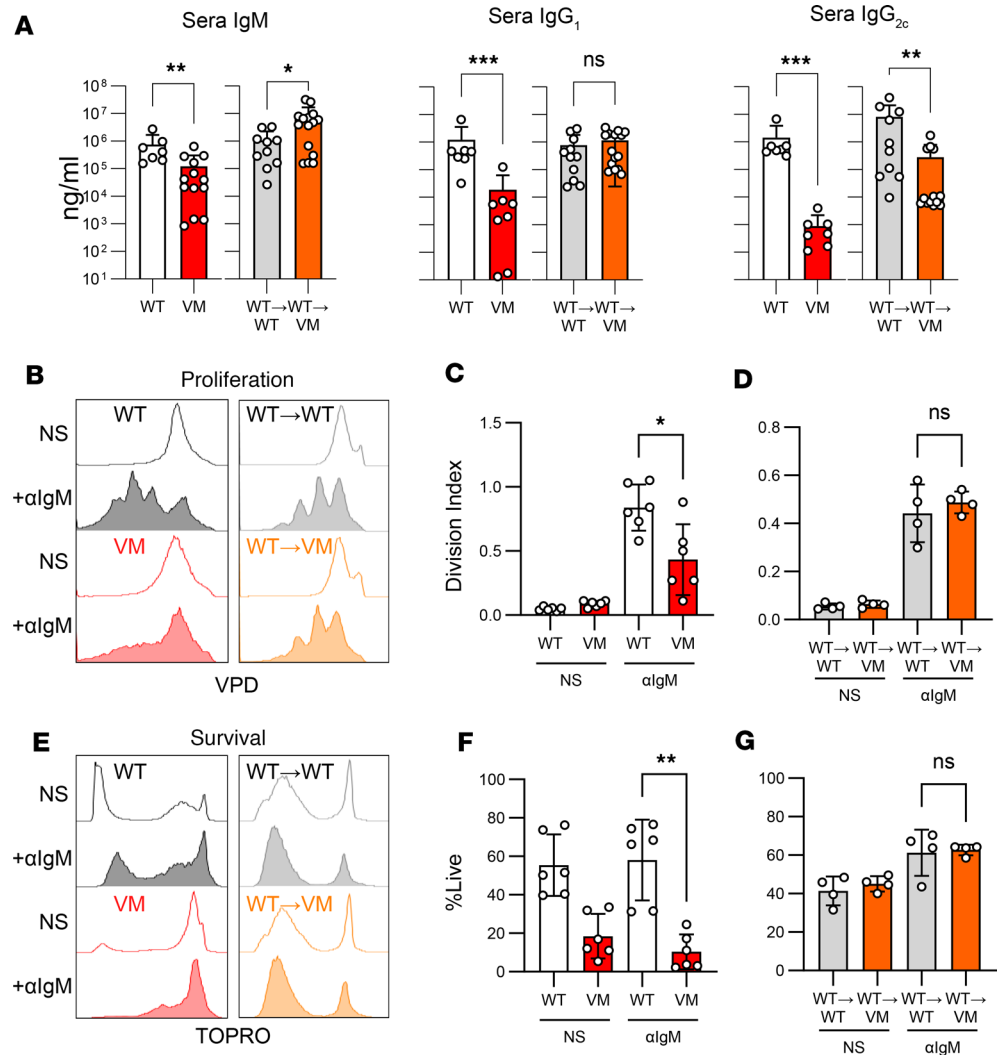 A
Sera IgM
Sera IgG1
Sera IgG2c
** * *** ns *** **
ng/ml
10^8
10^7
10^6
10^5
10^4
10^3
10^2
10^1
WT VM WT→WT WT→VM
WT VM WT→WT WT→VM
WT VM WT→WT WT→VM
B
Proliferation
NS
+αIgM
NS
+αIgM
WT WT→WT
VM WT→VM
VPD
C
Division Index
1.5
1.0
0.5
0.0
*
WT VM WT VM
NS αIgM
D
0.8
0.6
0.4
0.2
0.0
ns
WT→WT WT→VM WT→WT WT→VM
NS αIgM
E
Survival
NS
+αIgM
NS
+αIgM
WT WT→WT
VM WT→VM
TOPRO
F
%Live
100
80
60
40
20
0
**
WT VM WT VM
NS αIgM
G
100
80
60
40
20
0
ns
WT→WT WT→VM WT→WT WT→VM
NS αIgM